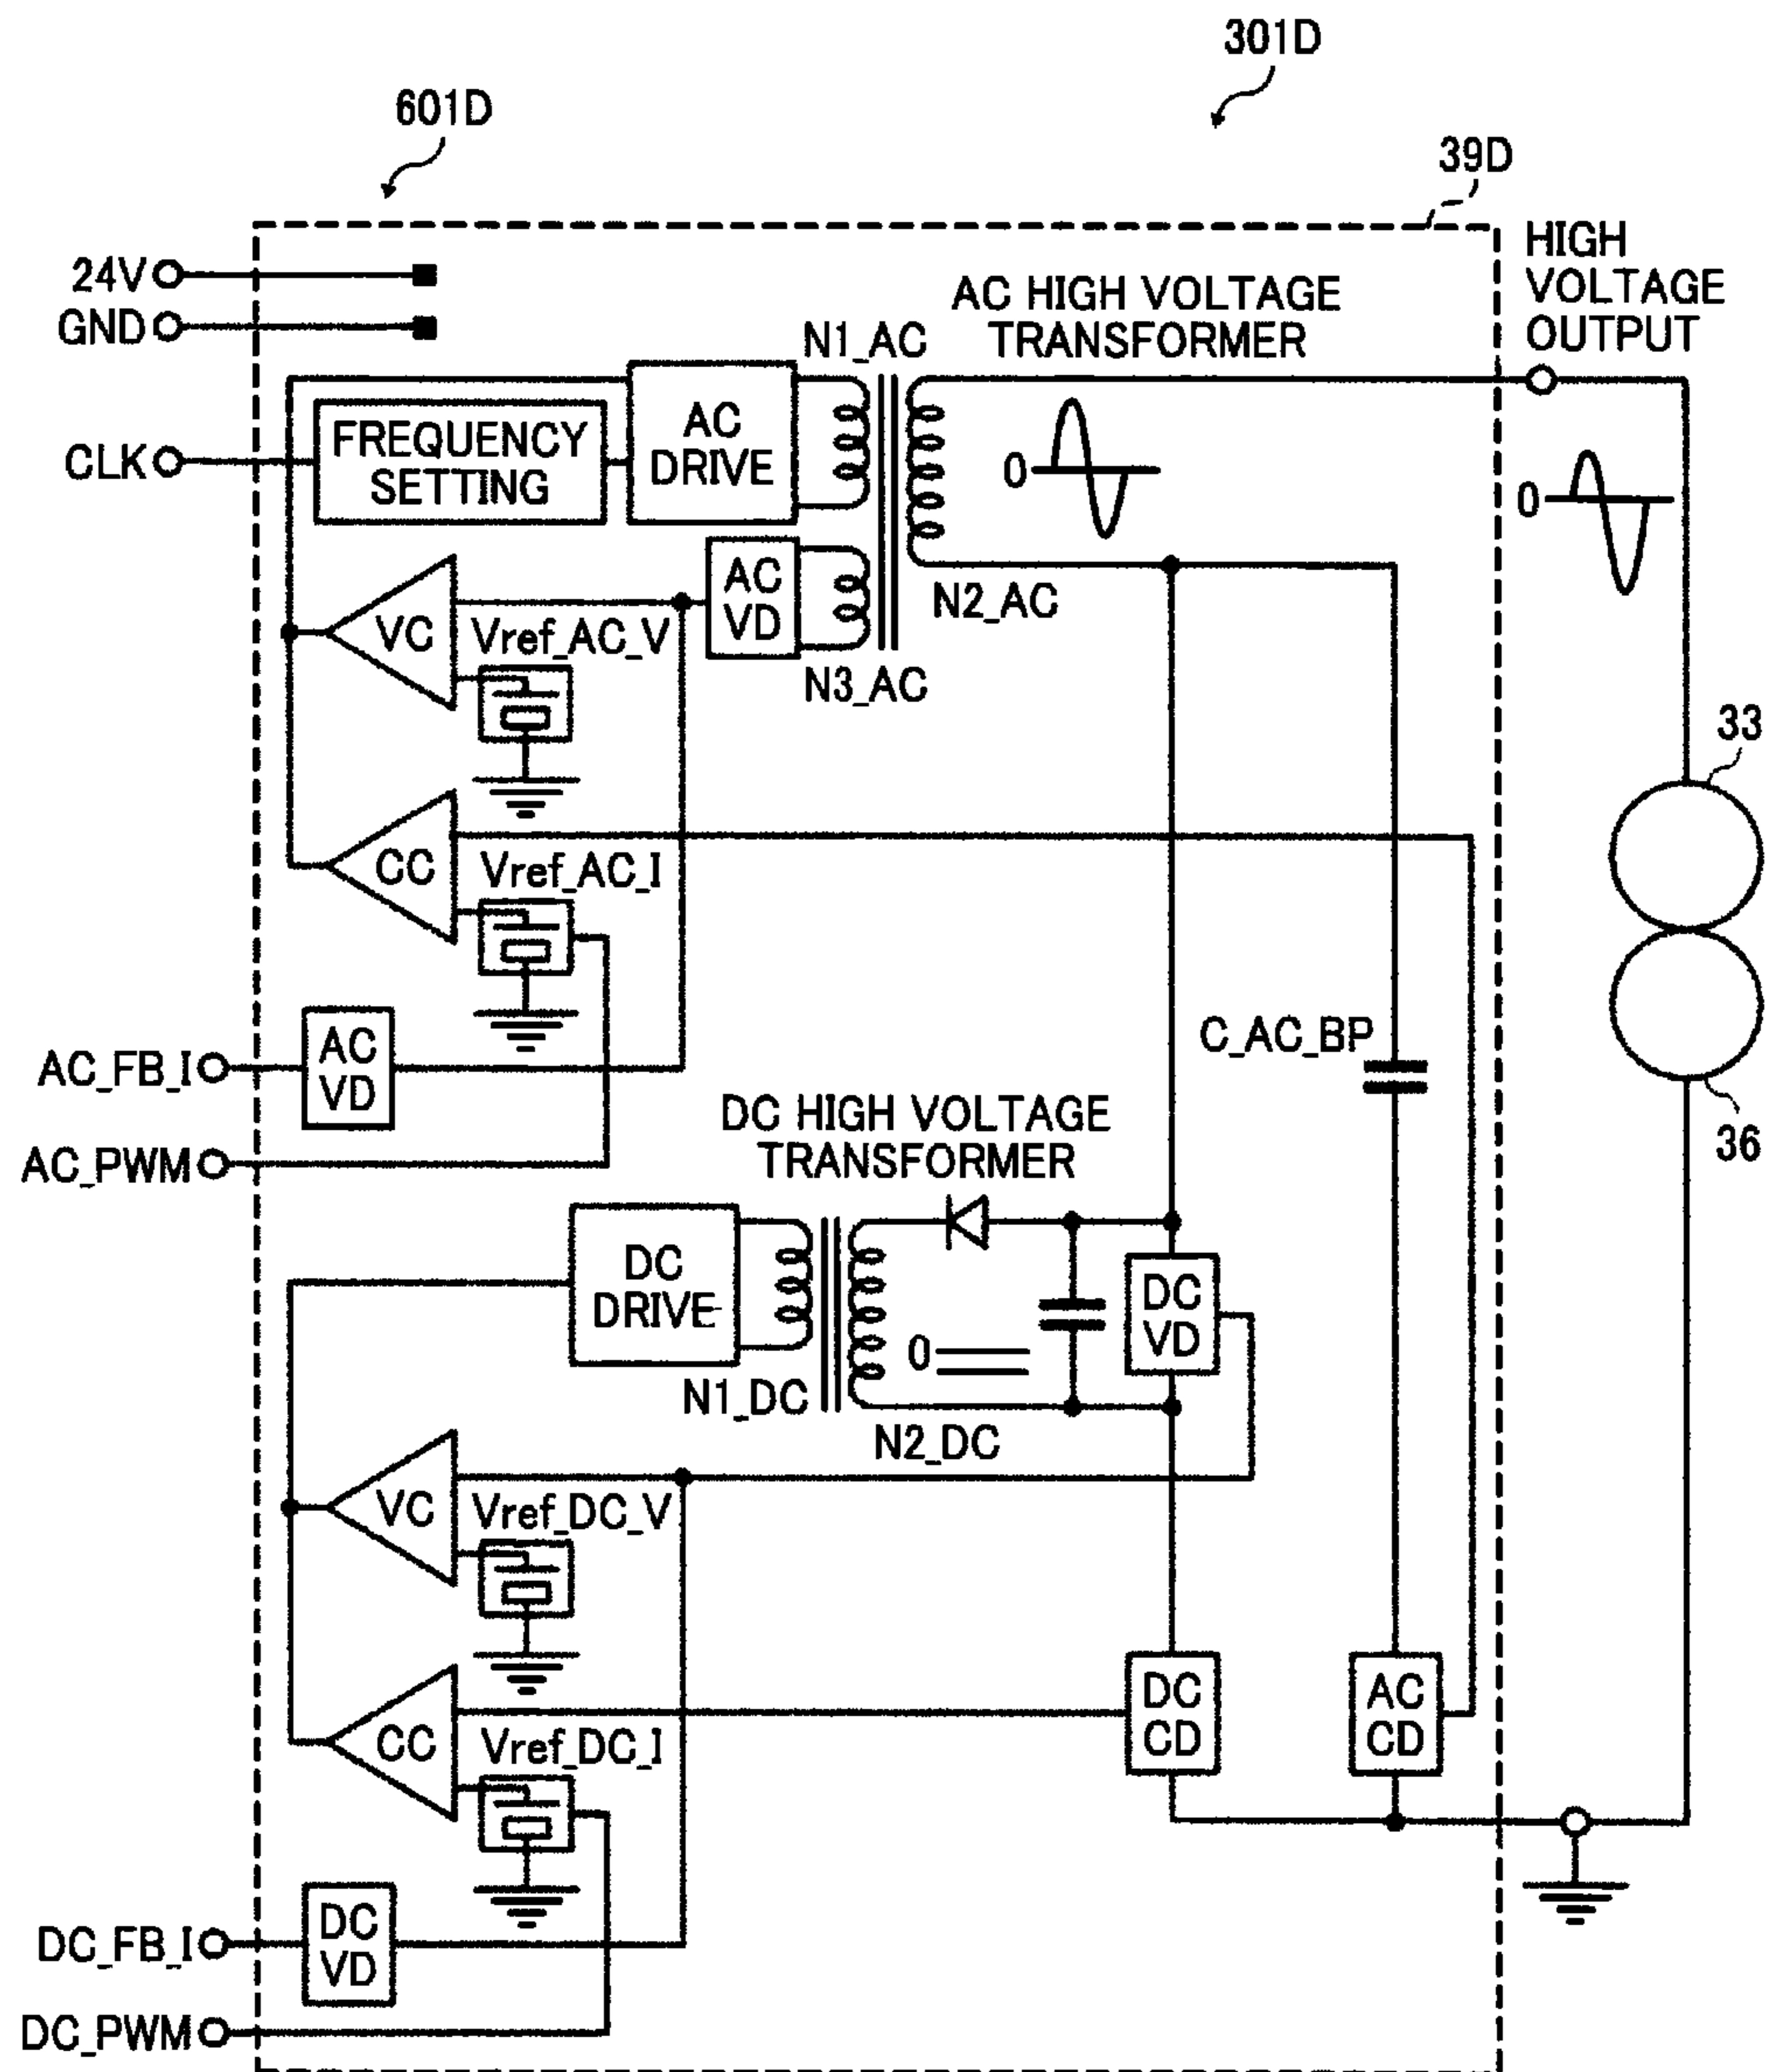 301D
601D
39D
24V
GND
HIGH
VOLTAGE
OUTPUT
AC HIGH VOLTAGE
TRANSFORMER
N1_AC
CLK
FREQUENCY
SETTING
AC
DRIVE
0
0
AC
VD
N2_AC
VC
Vref_AC_V
N3_AC
33
CC
Vref_AC_I
C_AC_BP
AC_FB_I
AC
VD
DC HIGH VOLTAGE
TRANSFORMER
36
AC_PWM
DC
DRIVE
DC
VD
0
N1_DC
N2_DC
VC
Vref_DC_V
DC
CD
AC
CD
CC
Vref_DC_I
DC_FB_I
DC
VD
DC_PWM